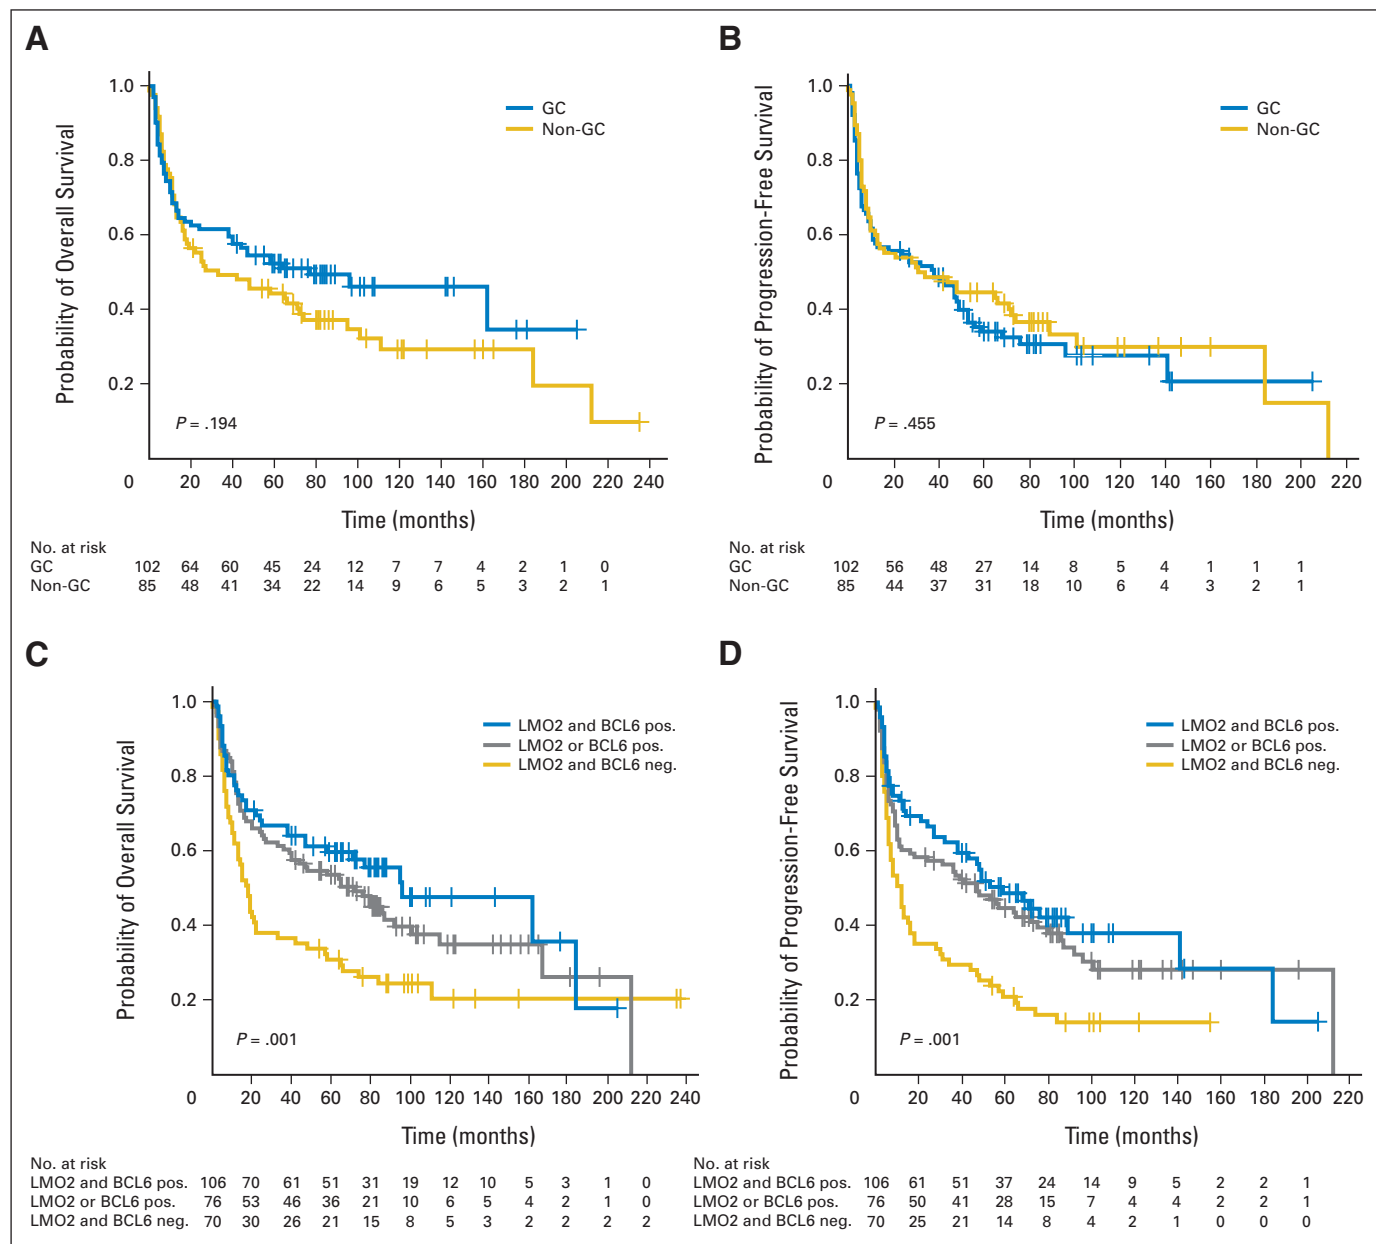 A
Probability of Overall Survival
1.0
0.8
0.6
0.4
0.2
GC
Non-GC
P = .194
0 20 40 60 80 100 120 140 160 180 200 220 240
Time (months)
No. at risk
GC 102 64 60 45 24 12 7 7 4 2 1 0
Non-GC 85 48 41 34 22 14 9 6 5 3 2 1
B
Probability of Progression-Free Survival
1.0
0.8
0.6
0.4
0.2
GC
Non-GC
P = .455
0 20 40 60 80 100 120 140 160 180 200 220
Time (months)
No. at risk
GC 102 56 48 27 14 8 5 4 1 1 1
Non-GC 85 44 37 31 18 10 6 4 3 2 1
C
Probability of Overall Survival
1.0
0.8
0.6
0.4
0.2
LMO2 and BCL6 pos.
LMO2 or BCL6 pos.
LMO2 and BCL6 neg.
P = .001
0 20 40 60 80 100 120 140 160 180 200 220 240
Time (months)
No. at risk
LMO2 and BCL6 pos. 106 70 61 51 31 19 12 10 5 3 1 0
LMO2 or BCL6 pos. 76 53 46 36 21 10 6 5 4 2 1 0
LMO2 and BCL6 neg. 70 30 26 21 15 8 5 3 2 2 2 2
D
Probability of Progression-Free Survival
1.0
0.8
0.6
0.4
0.2
LMO2 and BCL6 pos.
LMO2 or BCL6 pos.
LMO2 and BCL6 neg.
P = .001
0 20 40 60 80 100 120 140 160 180 200 220
Time (months)
No. at risk
LMO2 and BCL6 pos. 106 61 51 37 24 14 9 5 2 2 1
LMO2 or BCL6 pos. 76 50 41 28 15 7 4 4 2 2 1
LMO2 and BCL6 neg. 70 25 21 14 8 4 2 1 0 0 0